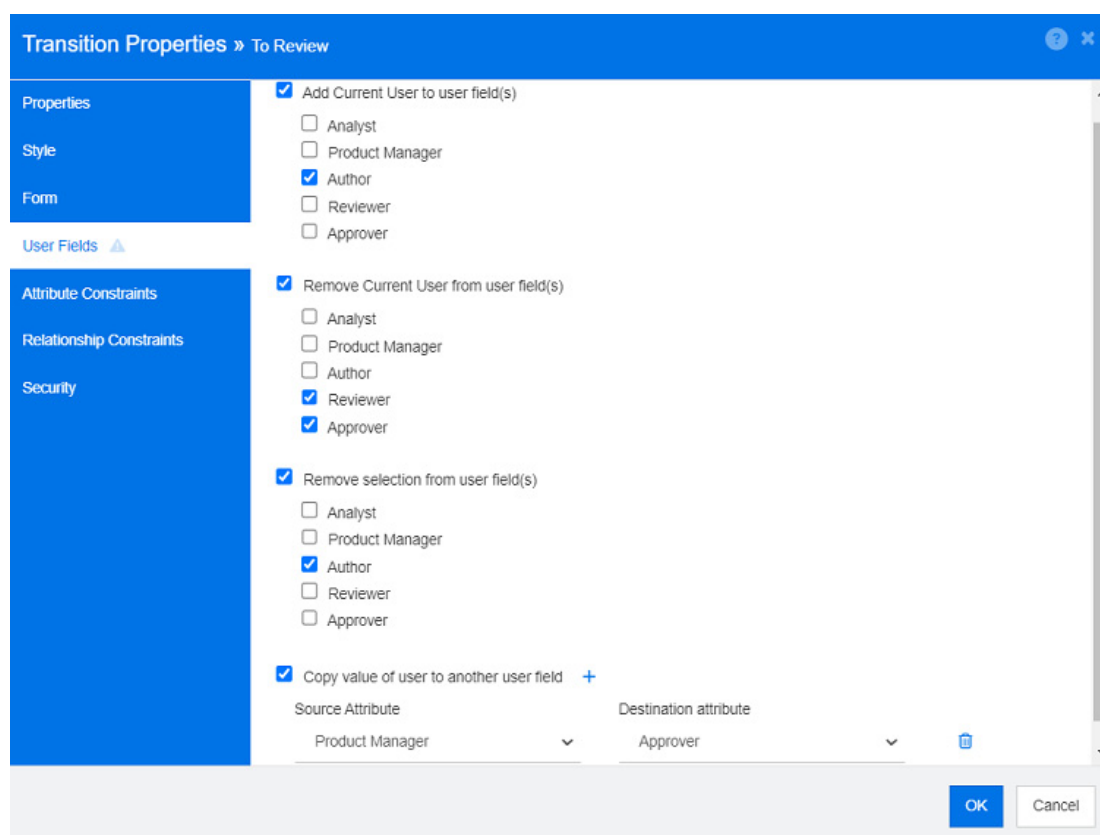 Transition Properties » To Review
Properties
Style
Form
User Fields
Attribute Constraints
Relationship Constraints
Security
Add Current User to user field(s)
Analyst
Product Manager
Author
Reviewer
Approver
Remove Current User from user field(s)
Analyst
Product Manager
Author
Reviewer
Approver
Remove selection from user field(s)
Analyst
Product Manager
Author
Reviewer
Approver
Copy value of user to another user field +
Source Attribute Destination attribute
Product Manager Approver
OK Cancel